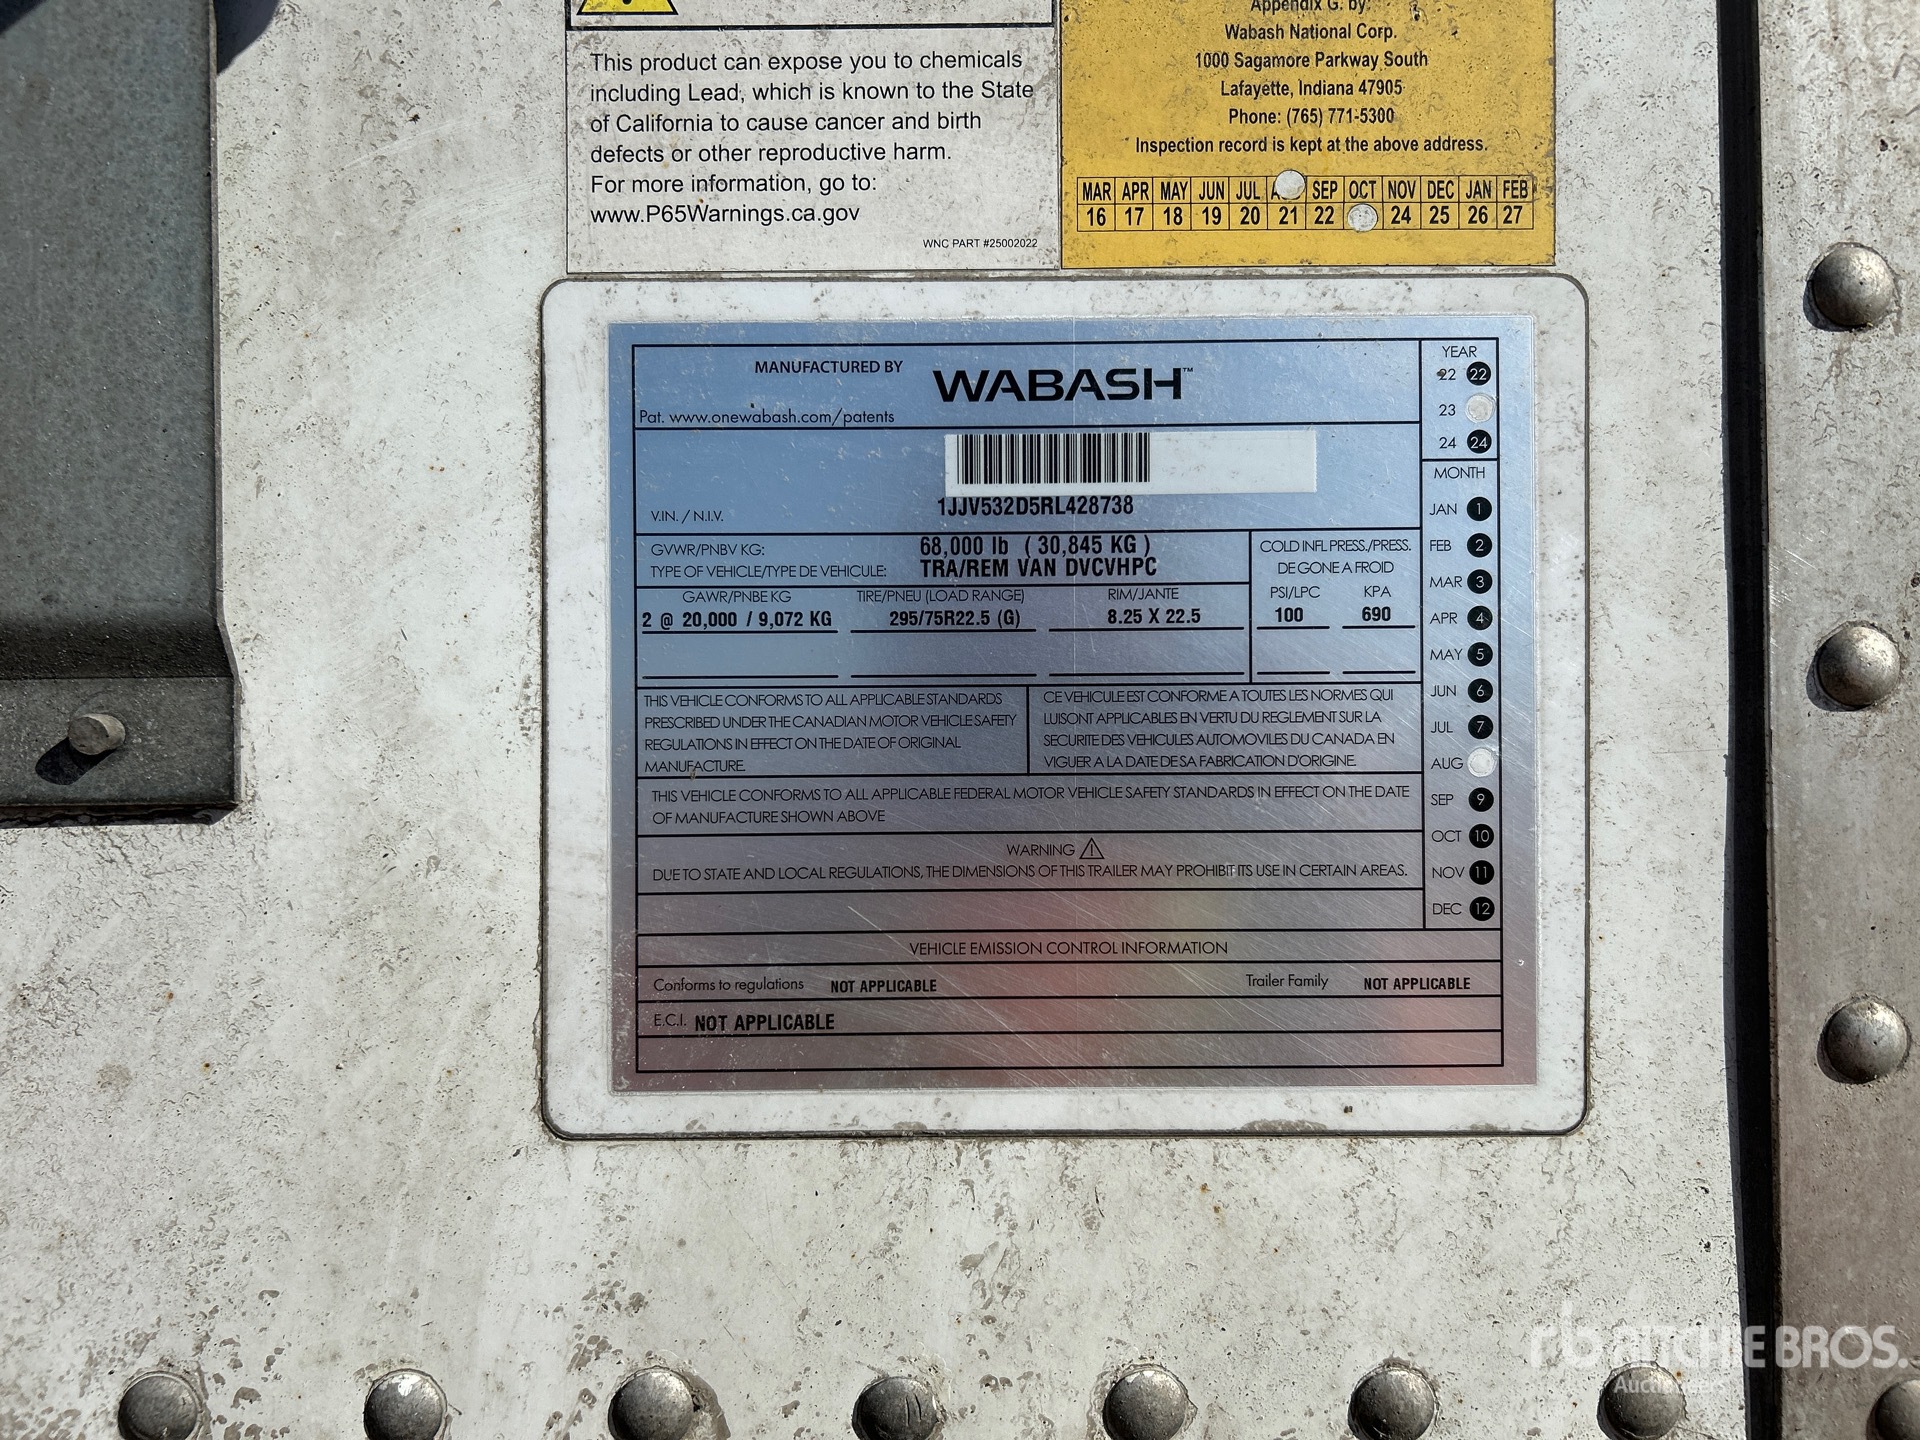 This product can expose you to chemicals
including Lead, which is known to the State
of California to cause cancer and birth
defects or other reproductive harm.
For more information, go to:
www.P65Warnings.ca.gov
WNC PART #25002022
Appendix G. by:
Wabash National Corp.
1000 Sagamore Parkway South
Lafayette, Indiana 47905
Phone: (765) 771-5300
Inspection record is kept at the above address.
MAR APR MAY JUN JUL SEP OCT NOV DEC JAN FEB
16 17 18 19 20 21 22 24 25 26 27
MANUFACTURED BY WABASH™
Pat. www.onewabash.com/patents
V.I.N. / N.I.V. 1JJV532D5RL428738
GVWR/PNBV KG: 68,000 lb ( 30,845 KG )
TYPE OF VEHICLE/TYPE DE VEHICULE: TRA/REM VAN DVCVHPC
COLD INFL PRESS./PRESS.
DE GONE A FROID
GAWR/PNBE KG TIRE/PNEU (LOAD RANGE) RIM/JANTE PSI/LPC KPA
2 @ 20,000 / 9,072 KG 295/75R22.5 (G) 8.25 X 22.5 100 690
THIS VEHICLE CONFORMS TO ALL APPLICABLE STANDARDS
PRESCRIBED UNDER THE CANADIAN MOTOR VEHICLE SAFETY
REGULATIONS IN EFFECT ON THE DATE OF ORIGINAL
MANUFACTURE.
CE VEHICULE EST CONFORME A TOUTES LES NORMES QUI
LUISONT APPLICABLES EN VERTU DU REGLEMENT SUR LA
SECURITE DES VEHICULES AUTOMOVILES DU CANADA EN
VIGUER A LA DATE DE SA FABRICATION D'ORIGINE.
THIS VEHICLE CONFORMS TO ALL APPLICABLE FEDERAL MOTOR VEHICLE SAFETY STANDARDS IN EFFECT ON THE DATE
OF MANUFACTURE SHOWN ABOVE
WARNING
DUE TO STATE AND LOCAL REGULATIONS, THE DIMENSIONS OF THIS TRAILER MAY PROHIBIT ITS USE IN CERTAIN AREAS.
YEAR
22 22
23
24 24
MONTH
JAN 1
FEB 2
MAR 3
APR 4
MAY 5
JUN 6
JUL 7
AUG
SEP 9
OCT 10
NOV 11
DEC 12
VEHICLE EMISSION CONTROL INFORMATION
Conforms to regulations NOT APPLICABLE Trailer Family NOT APPLICABLE
E.C.I. NOT APPLICABLE
rb RITCHIE BROS.
Auctioneers